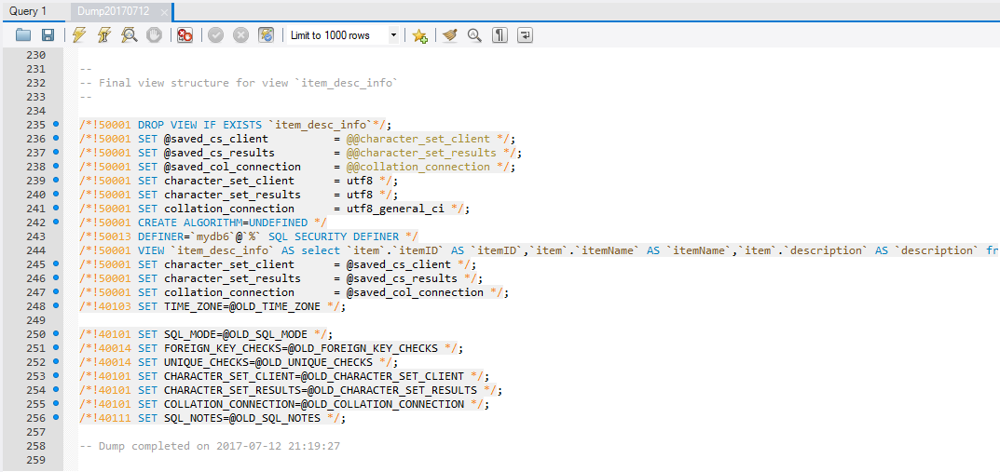 Query 1 Dump20170712
Limit to 1000 rows
230
231 --
232 -- Final view structure for view `item_desc_info`
233 --
234
235 /*!50001 DROP VIEW IF EXISTS `item_desc_info`*/;
236 /*!50001 SET @saved_cs_client          = @@character_set_client */;
237 /*!50001 SET @saved_cs_results         = @@character_set_results */;
238 /*!50001 SET @saved_col_connection     = @@collation_connection */;
239 /*!50001 SET character_set_client      = utf8 */;
240 /*!50001 SET character_set_results     = utf8 */;
241 /*!50001 SET collation_connection      = utf8_general_ci */;
242 /*!50001 CREATE ALGORITHM=UNDEFINED */
243 /*!50013 DEFINER=`mydb6`@`%` SQL SECURITY DEFINER */
244 /*!50001 VIEW `item_desc_info` AS select `item`.`itemID` AS `itemID`,`item`.`itemName` AS `itemName`,`item`.`description` AS `description` fr
245 /*!50001 SET character_set_client      = @saved_cs_client */;
246 /*!50001 SET character_set_results     = @saved_cs_results */;
247 /*!50001 SET collation_connection      = @saved_col_connection */;
248 /*!40103 SET TIME_ZONE=@OLD_TIME_ZONE */;
249
250 /*!40101 SET SQL_MODE=@OLD_SQL_MODE */;
251 /*!40014 SET FOREIGN_KEY_CHECKS=@OLD_FOREIGN_KEY_CHECKS */;
252 /*!40014 SET UNIQUE_CHECKS=@OLD_UNIQUE_CHECKS */;
253 /*!40101 SET CHARACTER_SET_CLIENT=@OLD_CHARACTER_SET_CLIENT */;
254 /*!40101 SET CHARACTER_SET_RESULTS=@OLD_CHARACTER_SET_RESULTS */;
255 /*!40101 SET COLLATION_CONNECTION=@OLD_COLLATION_CONNECTION */;
256 /*!40111 SET SQL_NOTES=@OLD_SQL_NOTES */;
257
258 -- Dump completed on 2017-07-12 21:19:27
259